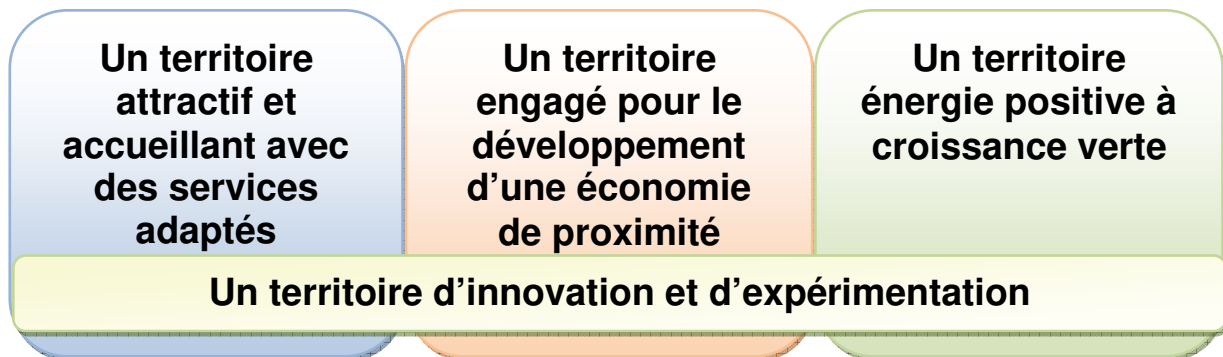 Un territoire
attractif et
accueillant avec
des services
adaptés
Un territoire
engagé pour le
développement
d’une économie
de proximité
Un territoire
énergie positive à
croissance verte
Un territoire d’innovation et d’expérimentation